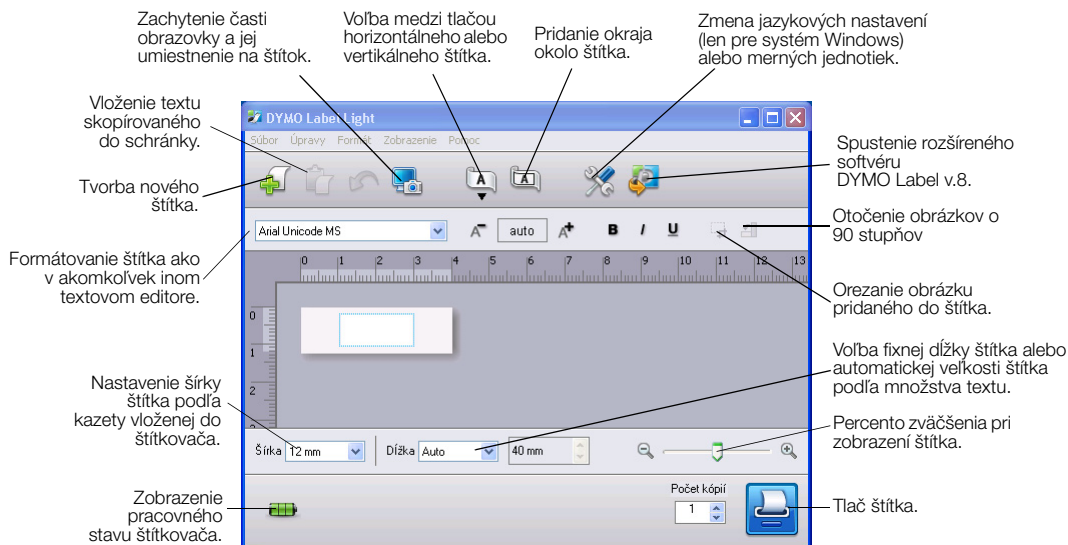 Zachytenie časti
obrazovky a jej
umiestnenie na štítok.
Voľba medzi tlačou
horizontálneho alebo
vertikálneho štítka.
Pridanie okraja
okolo štítka.
Zmena jazykových nastavení
(len pre systém Windows)
alebo merných jednotiek.
Vloženie textu
skopírovaného
do schránky.
Tvorba nového
štítka.
Formátovanie štítka ako
v akomkoľvek inom
textovom editore.
Nastavenie šírky
štítka podľa
kazety vloženej do
štítkovača.
Zobrazenie
pracovného
stavu štítkovača.
DYMO Label Light
Súbor Úpravy Formát Zobrazenie Pomoc
A A
Arial Unicode MS A- auto A+ B I U
0 1 2 3 4 5 6 7 8 9 10 11 12 13
0
1
2
Šírka 12 mm Dĺžka Auto 40 mm
Počet kópií
1
Spustenie rozšíreného
softvéru
DYMO Label v.8.
Otočenie obrázkov o
90 stupňov
Orezanie obrázku
pridaného do štítka.
Voľba fixnej dĺžky štítka alebo
automatickej veľkosti štítka
podľa množstva textu.
Percento zväčšenia pri
zobrazení štítka.
Tlač štítka.